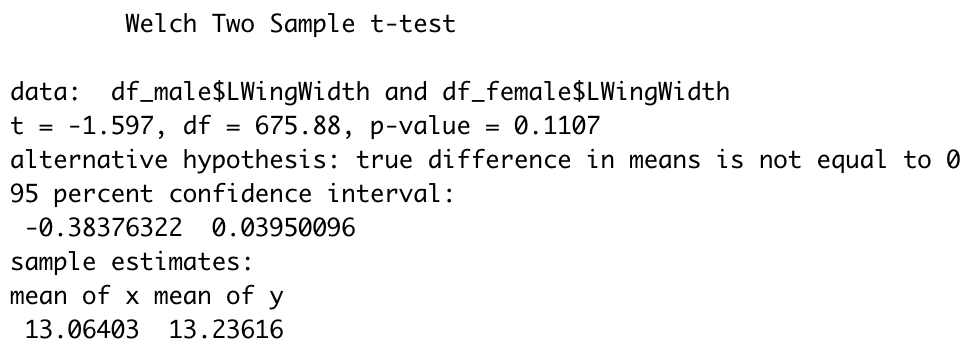 Welch Two Sample t-test
data: df_male$LWingWidth and df_female$LWingWidth
t = -1.597, df = 675.88, p-value = 0.1107
alternative hypothesis: true difference in means is not equal to 0
95 percent confidence interval:
-0.38376322 0.03950096
sample estimates:
mean of x mean of y
13.06403 13.23616